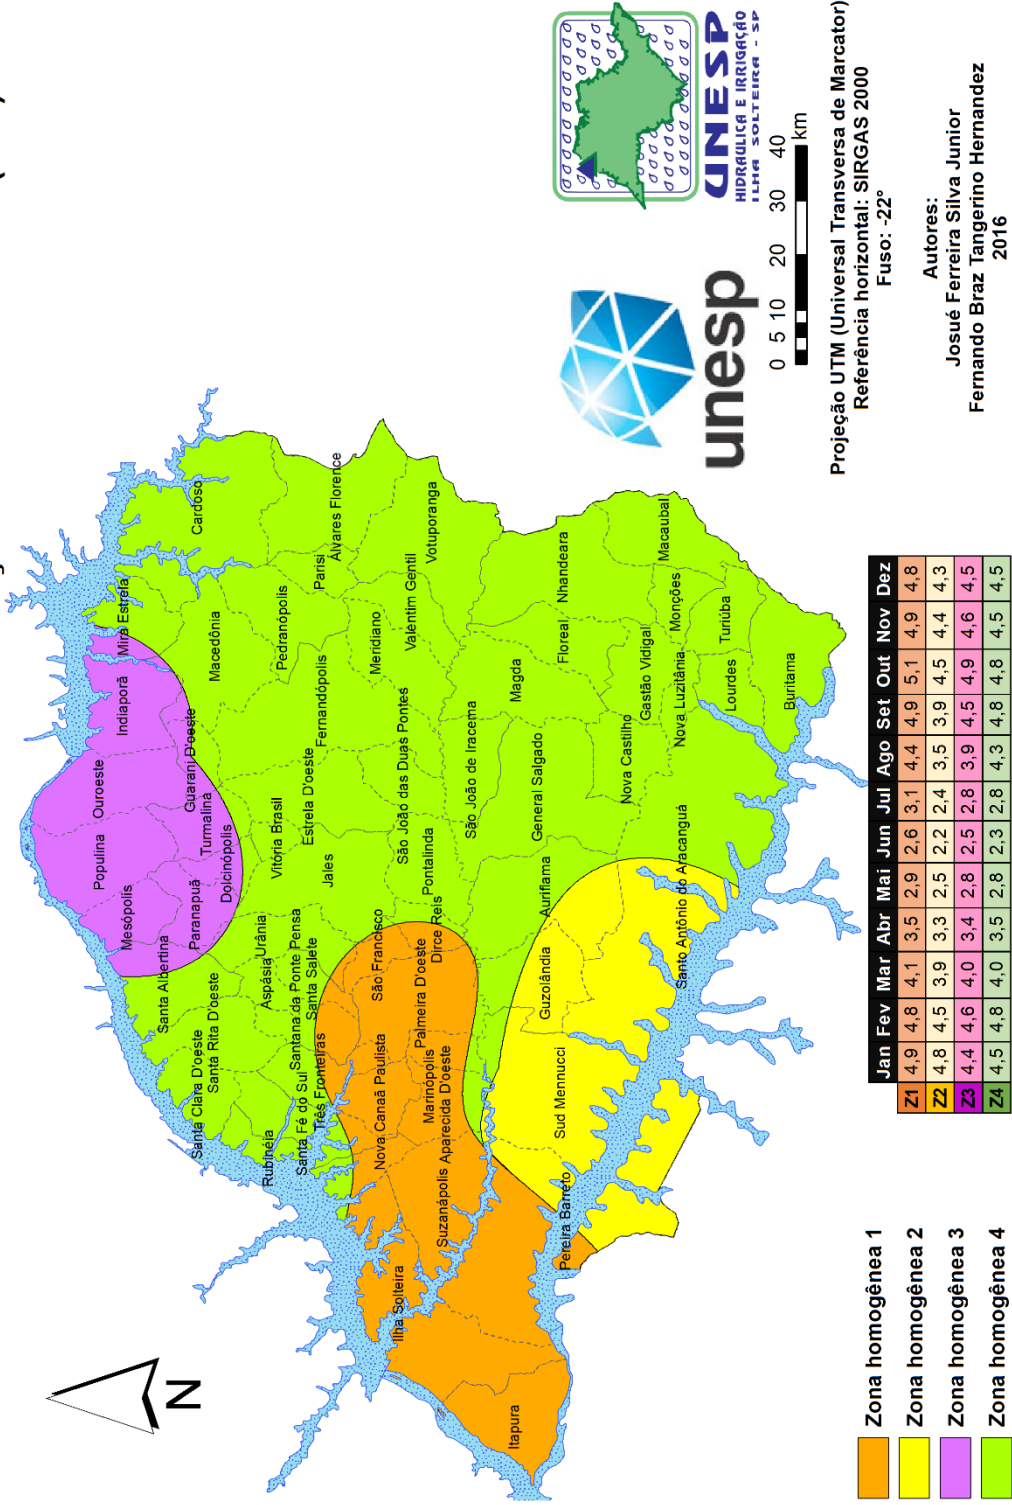 N
Cardoso
Mira Estrela
Indiaporã
Ouroeste
Populina
Mesópolis
Santa Albertina
Paranapuã
Dolcinópolis
Turmalina
Guarani D'oeste
Macedônia
Pedranópolis
Parisi
Álvares Florence
Votuporanga
Valentim Gentil
Meridiano
Fernandópolis
Estrela D'oeste
Vitória Brasil
Jales
Urânia
Aspásia
Santa Salete
Santana da Ponte Pensa
Santa Rita D'oeste
Santa Clara D'oeste
Rubinéia
Santa Fé do Sul
Três Fronteiras
São Francisco
Palmeira D'oeste
Dirce Reis
Pontalinda
São João das Duas Pontes
São João de Iracema
Magda
General Salgado
Floreal
Nhandeara
Macaubal
Monções
Gastão Vidigal
Nova Luzitânia
Turiúba
Lourdes
Buritama
Nova Castilho
Auriflama
Santo Antônio do Aracanguá
Guzolândia
Sud Mennucci
Pereira Barreto
Nova Canaã Paulista
Marinópolis
Aparecida D'oeste
Suzanápolis
Ilha Solteira
Itapura
unesp
UNESP
HIDRAULICA E IRRIGAÇÃO
ILHA SOLTEIRA - SP
0 5 10 20 30 40
km
Projeção UTM (Universal Transversa de Marcator)
Referência horizontal: SIRGAS 2000
Fuso: -22°
Autores:
Josué Ferreira Silva Junior
Fernando Braz Tangerino Hernandez
2016
Zona homogênea 1
Zona homogênea 2
Zona homogênea 3
Zona homogênea 4
Jan Fev Mar Abr Mai Jun Jul Ago Set Out Nov Dez
Z1 4,9 4,8 4,1 3,5 2,9 2,6 3,1 4,4 4,9 5,1 4,9 4,8
Z2 4,8 4,5 3,9 3,3 2,5 2,2 2,4 3,5 3,9 4,5 4,4 4,3
Z3 4,4 4,6 4,0 3,4 2,8 2,5 2,8 3,9 4,5 4,9 4,6 4,5
Z4 4,5 4,8 4,0 3,5 2,8 2,3 2,8 4,3 4,8 4,8 4,5 4,5